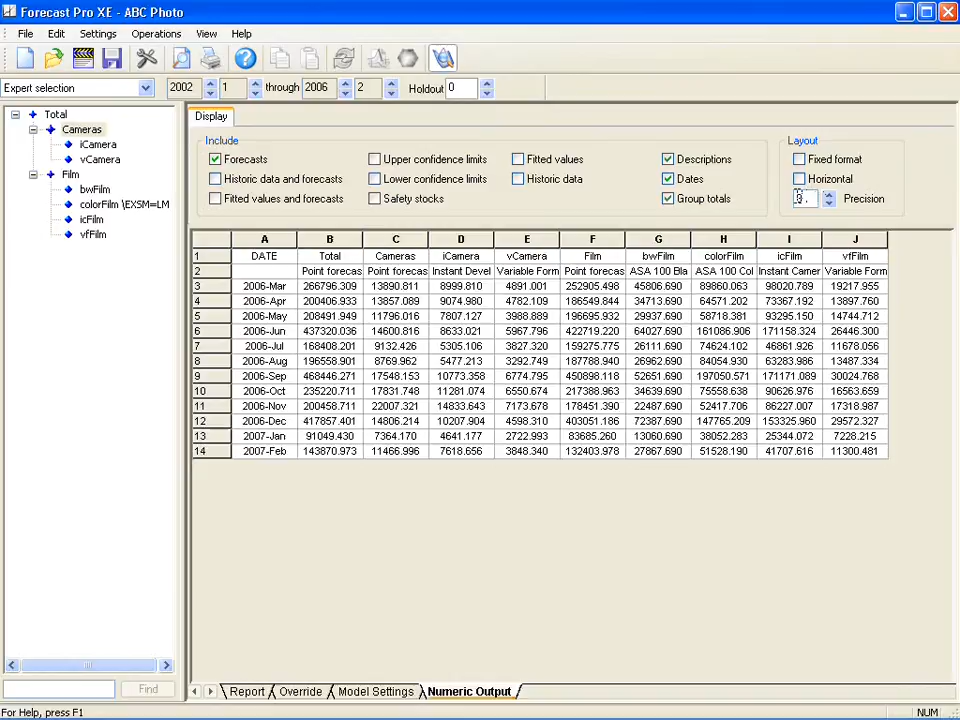 Forecast Pro XE - ABC Photo
File Edit Settings Operations View Help
Expert selection 2002 1 through 2006 2 Holdout 0
Total
Cameras
iCamera
vCamera
Film
bwFilm
colorFilm \EXSM=LM
icFilm
vfFilm
Display
Include
Forecasts Upper confidence limits Fitted values Descriptions
Historic data and forecasts Lower confidence limits Historic data Dates
Fitted values and forecasts Safety stocks Group totals
Layout
Fixed format
Horizontal
Precision
A B C D E F G H I J
1 DATE Total Cameras iCamera vCamera Film bwFilm colorFilm icFilm vfFilm
2 Point forecas Point forecas Instant Devel Variable Form Point forecas ASA 100 Bla ASA 100 Col Instant Camer Variable Form
3 2006-Mar 266796.309 13890.811 8999.810 4891.001 252905.498 45806.690 89860.063 98020.789 19217.955
4 2006-Apr 200406.933 13857.089 9074.980 4782.109 186549.844 34713.690 64571.202 73367.192 13897.760
5 2006-May 208491.949 11796.016 7807.127 3988.889 196695.932 29937.690 58718.381 93295.150 14744.712
6 2006-Jun 437320.036 14600.816 8633.021 5967.796 422719.220 64027.690 161086.906 171158.324 26446.300
7 2006-Jul 168408.201 9132.426 5305.106 3827.320 159275.775 26111.690 74624.102 46861.926 11678.056
8 2006-Aug 196558.901 8769.962 5477.213 3292.749 187788.940 26962.690 84054.930 63283.986 13487.334
9 2006-Sep 468446.271 17548.153 10773.358 6774.795 450898.118 52651.690 197050.571 171171.089 30024.768
10 2006-Oct 235220.711 17831.748 11281.074 6550.674 217388.963 34639.690 75558.638 90626.976 16563.659
11 2006-Nov 200458.711 22007.321 14833.643 7173.678 178451.390 22487.690 52417.706 86227.007 17318.987
12 2006-Dec 417857.401 14806.214 10207.904 4598.310 403051.186 72387.690 147765.209 153325.960 29572.327
13 2007-Jan 91049.430 7364.170 4641.177 2722.993 83685.260 13060.690 38052.283 25344.072 7228.215
14 2007-Feb 143870.973 11466.996 7618.656 3848.340 132403.978 27867.690 51528.190 41707.616 11300.481
Find
Report Override Model Settings Numeric Output
For Help, press F1 NUM